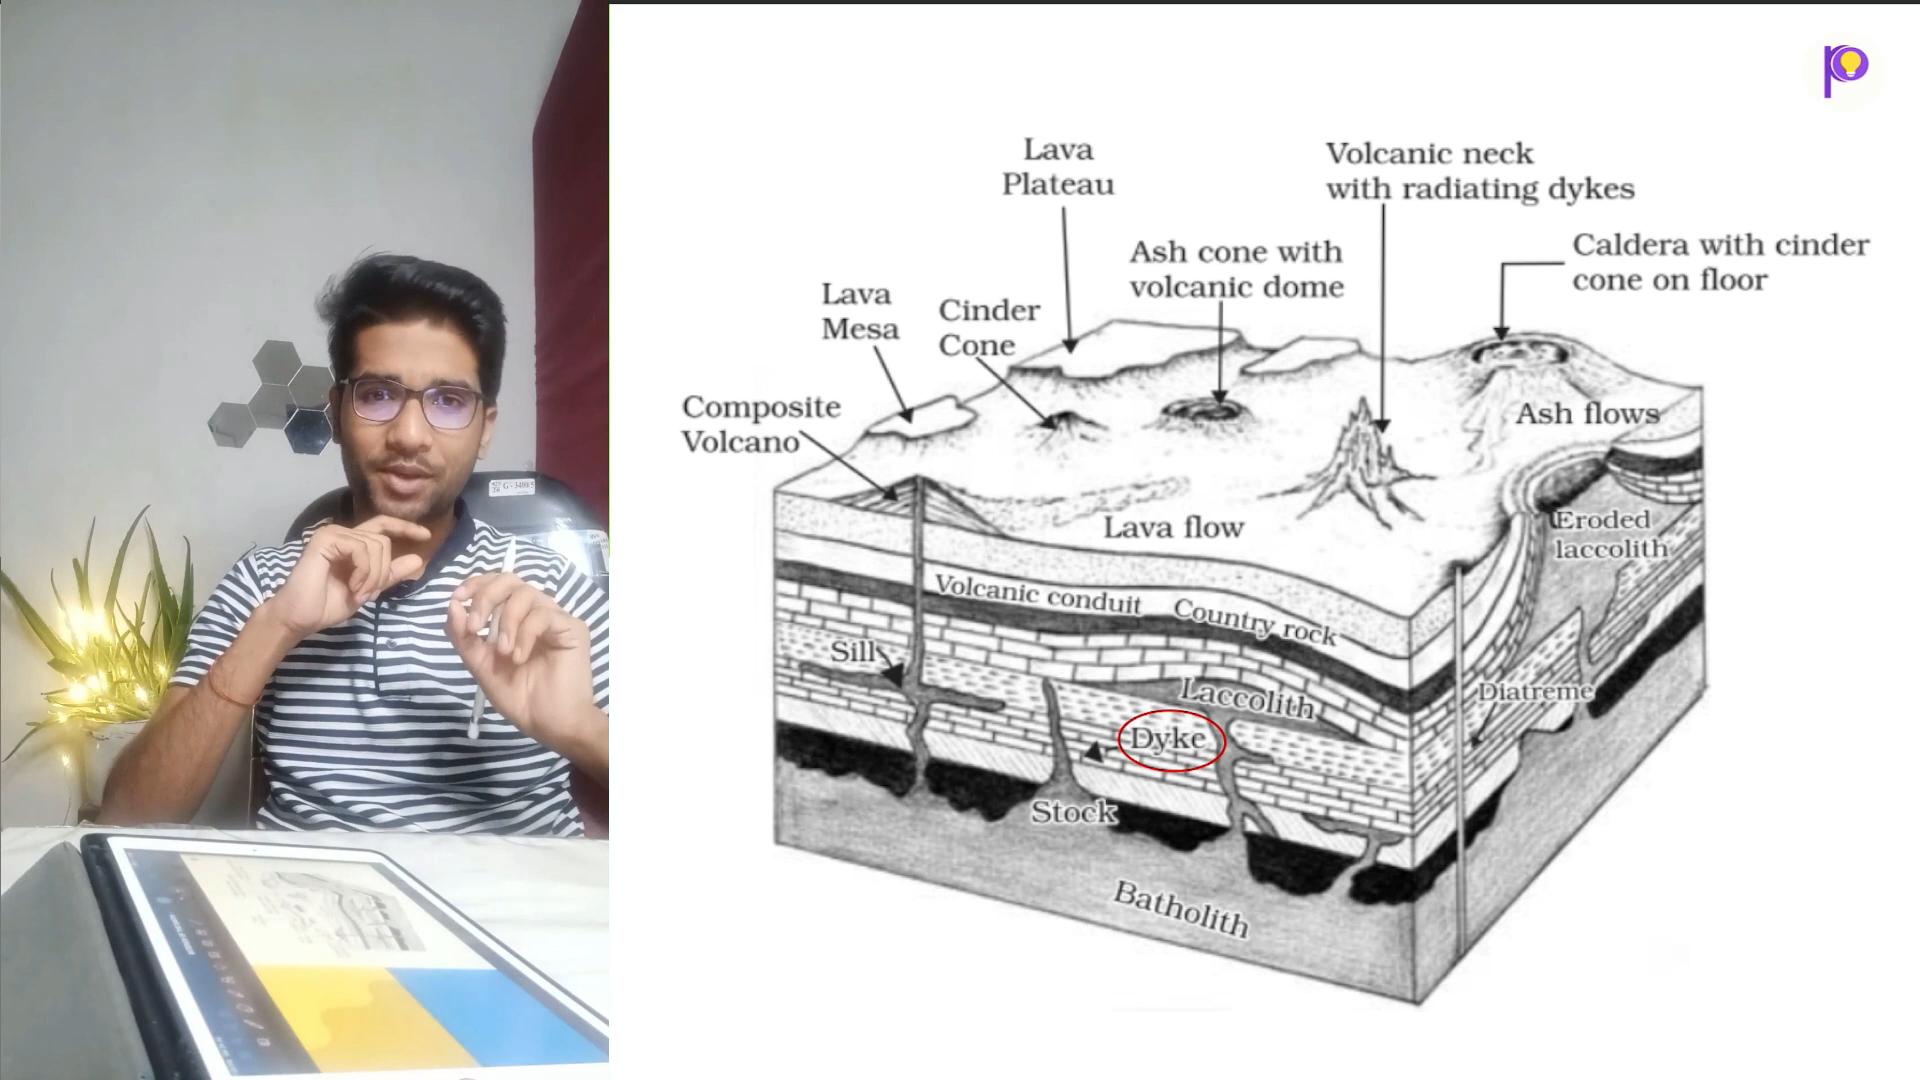 Lava
Plateau
Volcanic neck
with radiating dykes
Ash cone with
volcanic dome
Caldera with cinder
cone on floor
Lava
Mesa
Cinder
Cone
Composite
Volcano
Ash flows
Lava flow
Eroded
laccolith
Volcanic conduit
Country rock
Sill
Laccolith
Diatreme
Dyke
Stock
Batholith